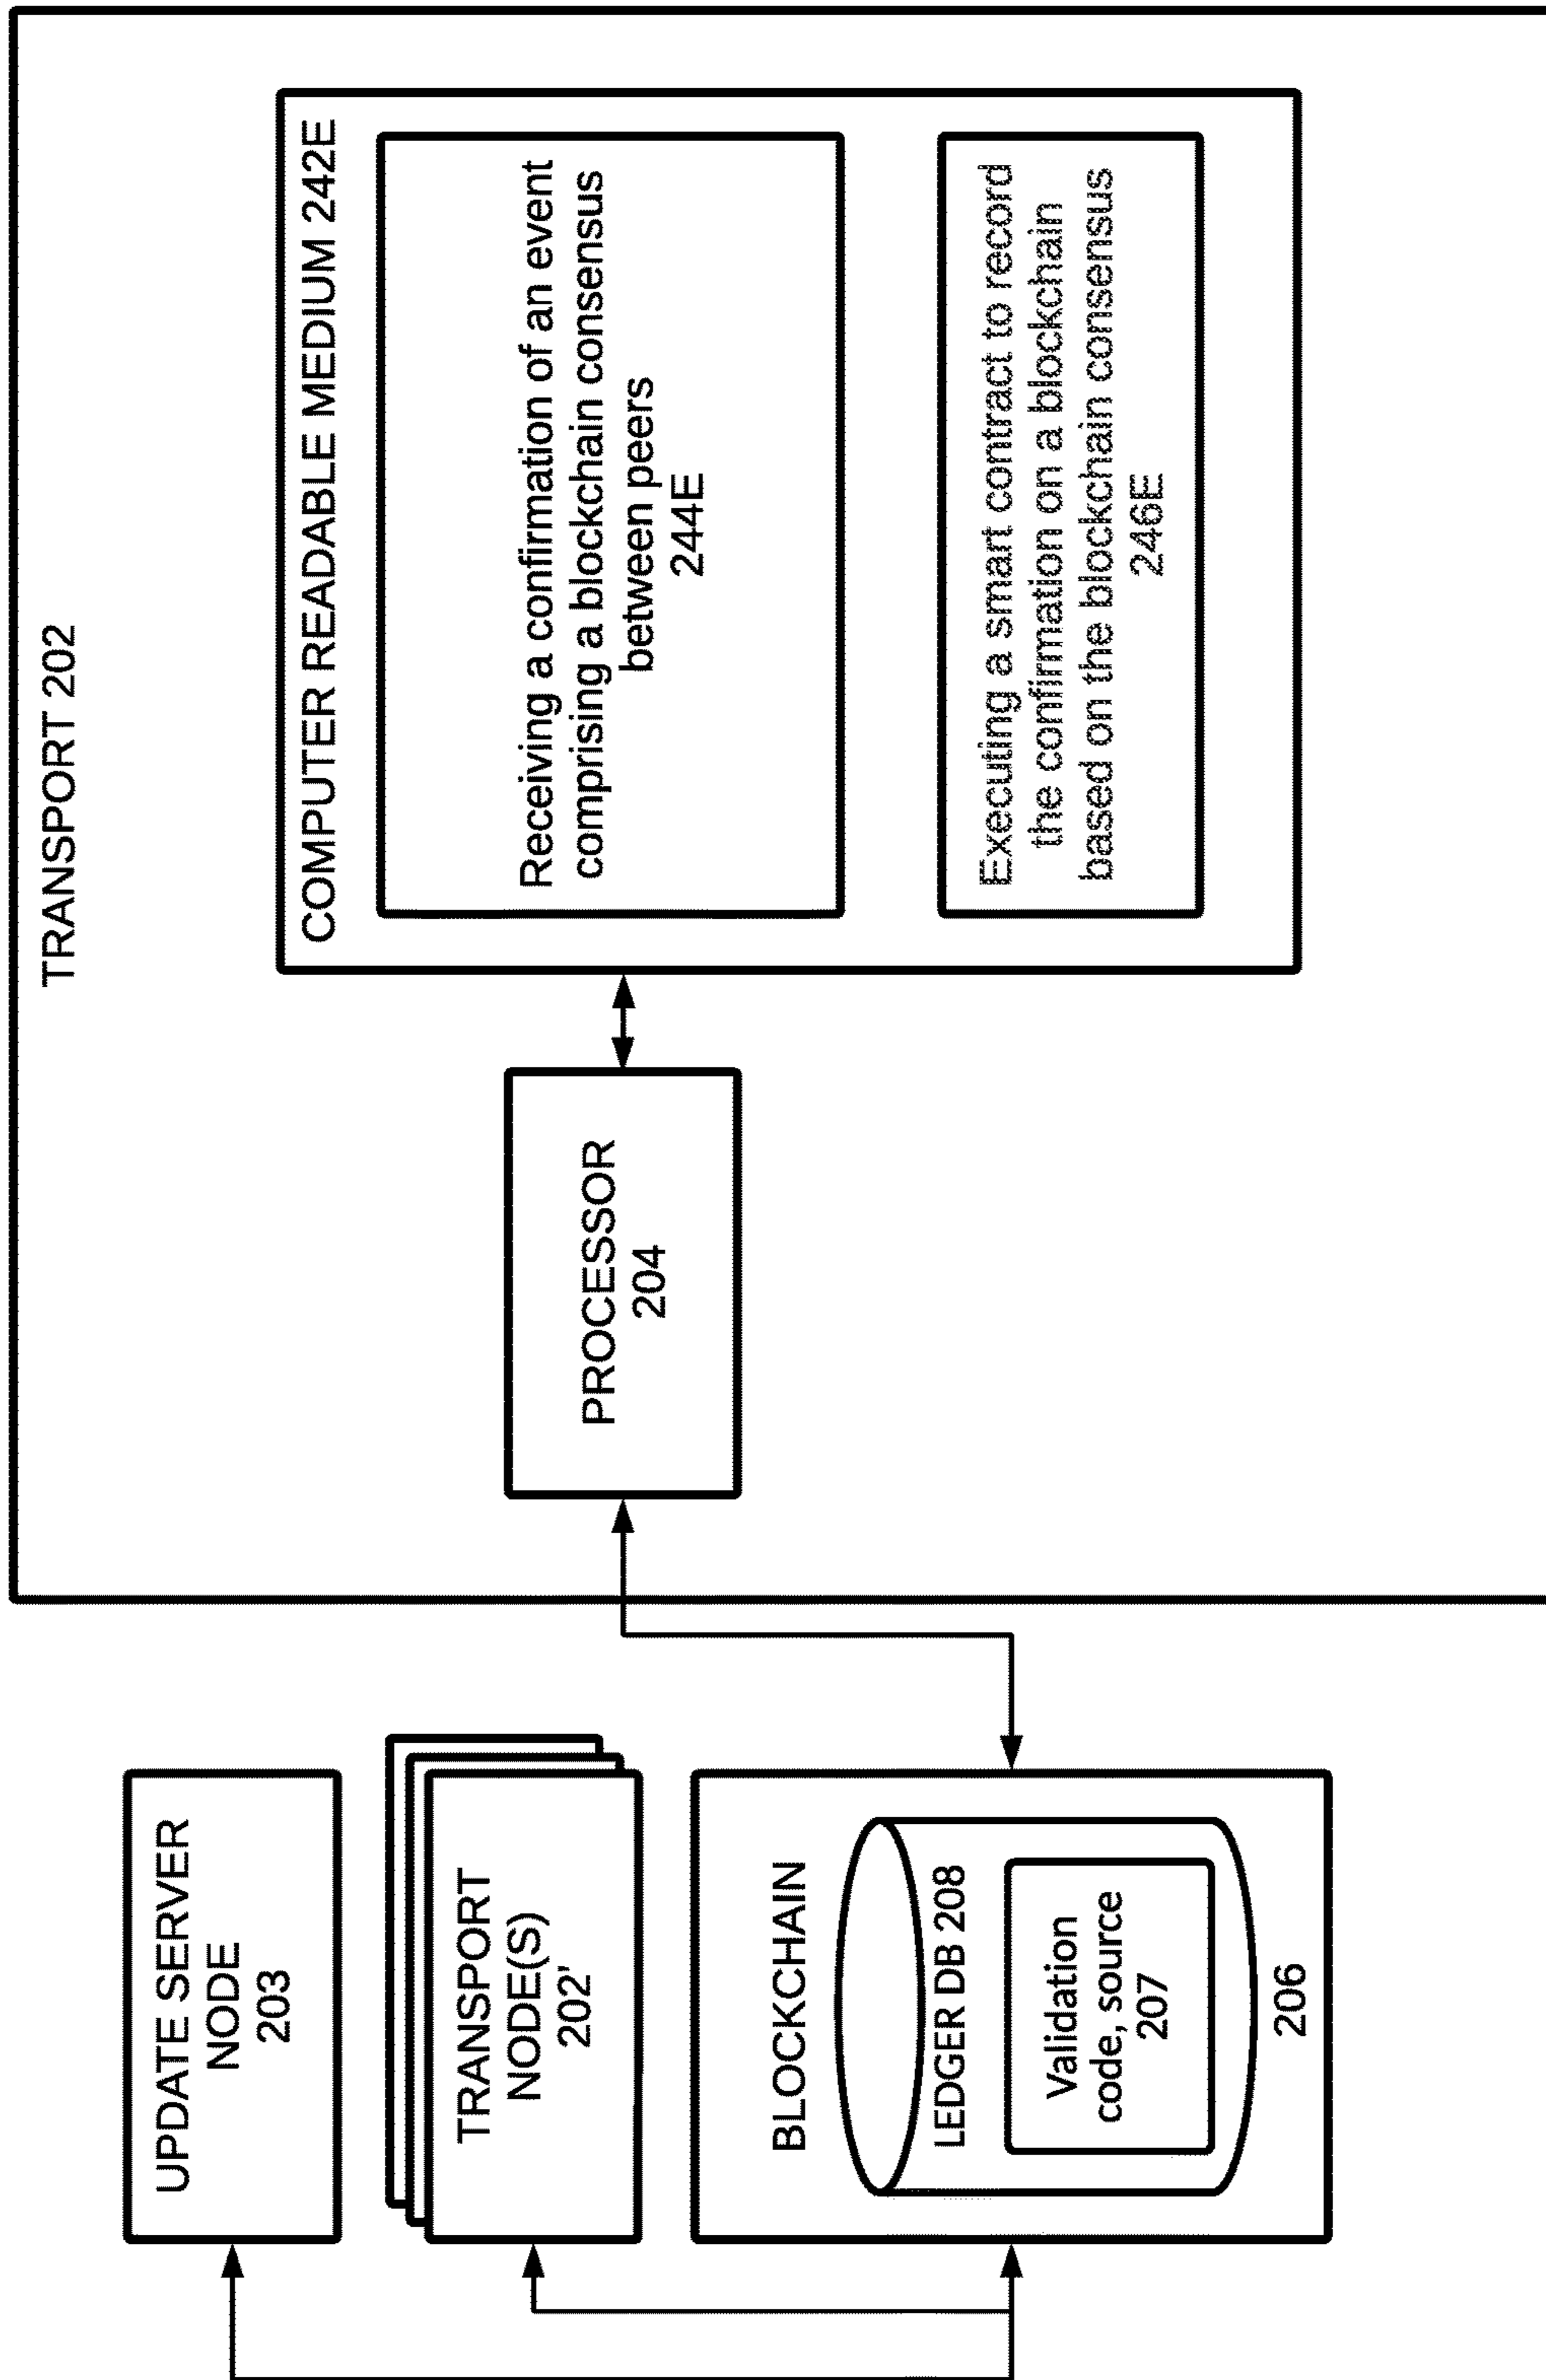 TRANSPORT 202
UPDATE SERVER
NODE
203
TRANSPORT
NODE(S)
202'
BLOCKCHAIN
LEDGER DB 208
Validation
code, source
207
206
PROCESSOR
204
COMPUTER READABLE MEDIUM 242E
Receiving a confirmation of an event
comprising a blockchain consensus
between peers
244E
Executing a smart contract to record
the confirmation on a blockchain
based on the blockchain consensus
246E